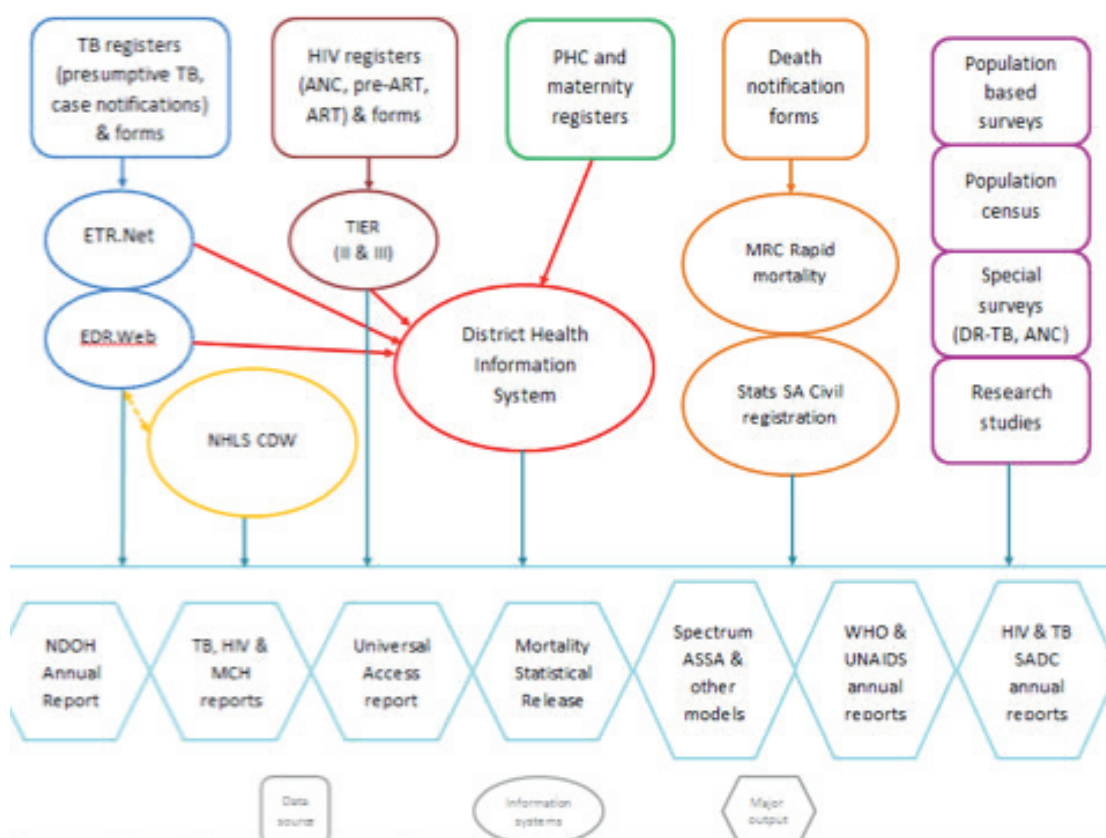 TB registers
(presumptive TB,
case notifications)
& forms
HIV registers
(ANC, pre-ART,
ART) & forms
PHC and
maternity
registers
Death
notification
forms
Population
based
surveys
Population
census
Special
surveys
(DR-TB, ANC)
Research
studies
ETR.Net
EDR.Web
TIER
(II & III)
NHLS CDW
District Health
Information
System
MRC Rapid
mortality
Stats SA Civil
registration
NDOH
Annual
Report
TB, HIV &
MCH
reports
Universal
Access
report
Mortality
Statistical
Release
Spectrum
ASSA &
other
models
WHO &
UNAIDS
annual
reports
HIV & TB
SADC
annual
reports
Data
source
Information
systems
Major
output